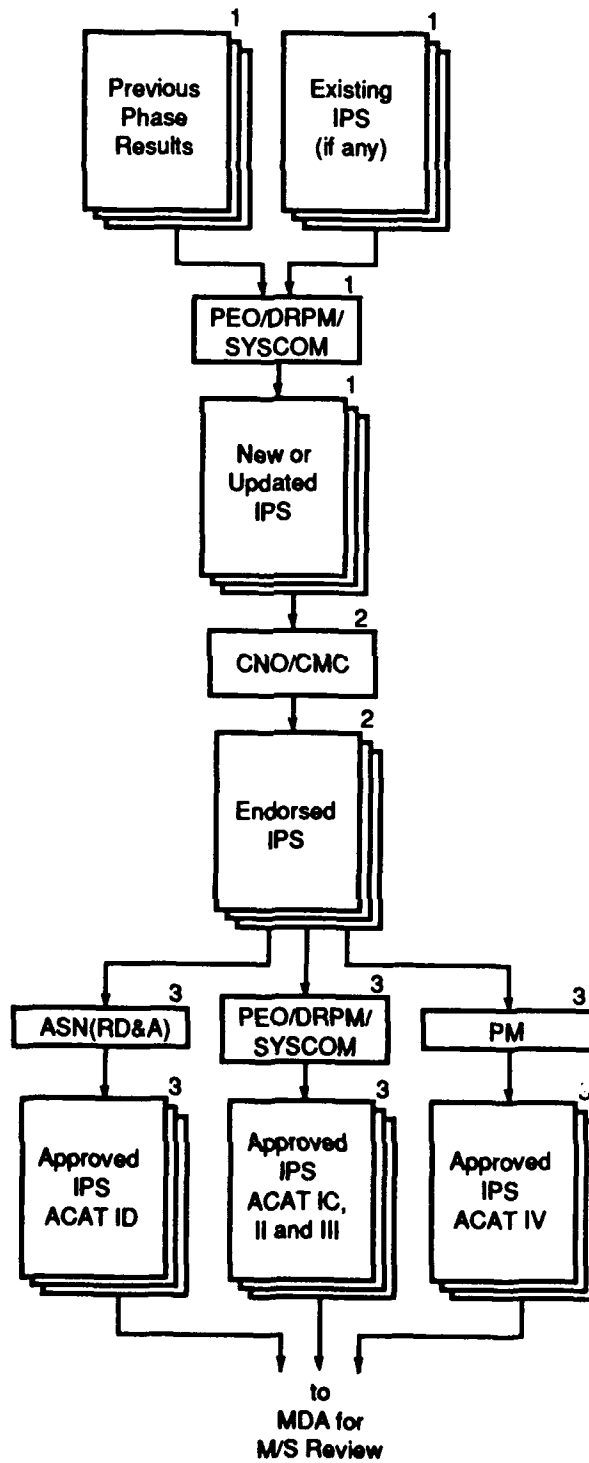 1
1
Previous
Phase
Results
Existing
IPS
(if any)
1
PEO/DRPM/
SYSCOM
1
New or
Updated
IPS
2
CNO/CMC
2
Endorsed
IPS
3
ASN(RD&A)
3
PEO/DRPM/
SYSCOM
3
PM
3
Approved
IPS
ACAT ID
3
Approved
IPS
ACAT IC,
II and III
3
Approved
IPS
ACAT IV
to
MDA for
M/S Review